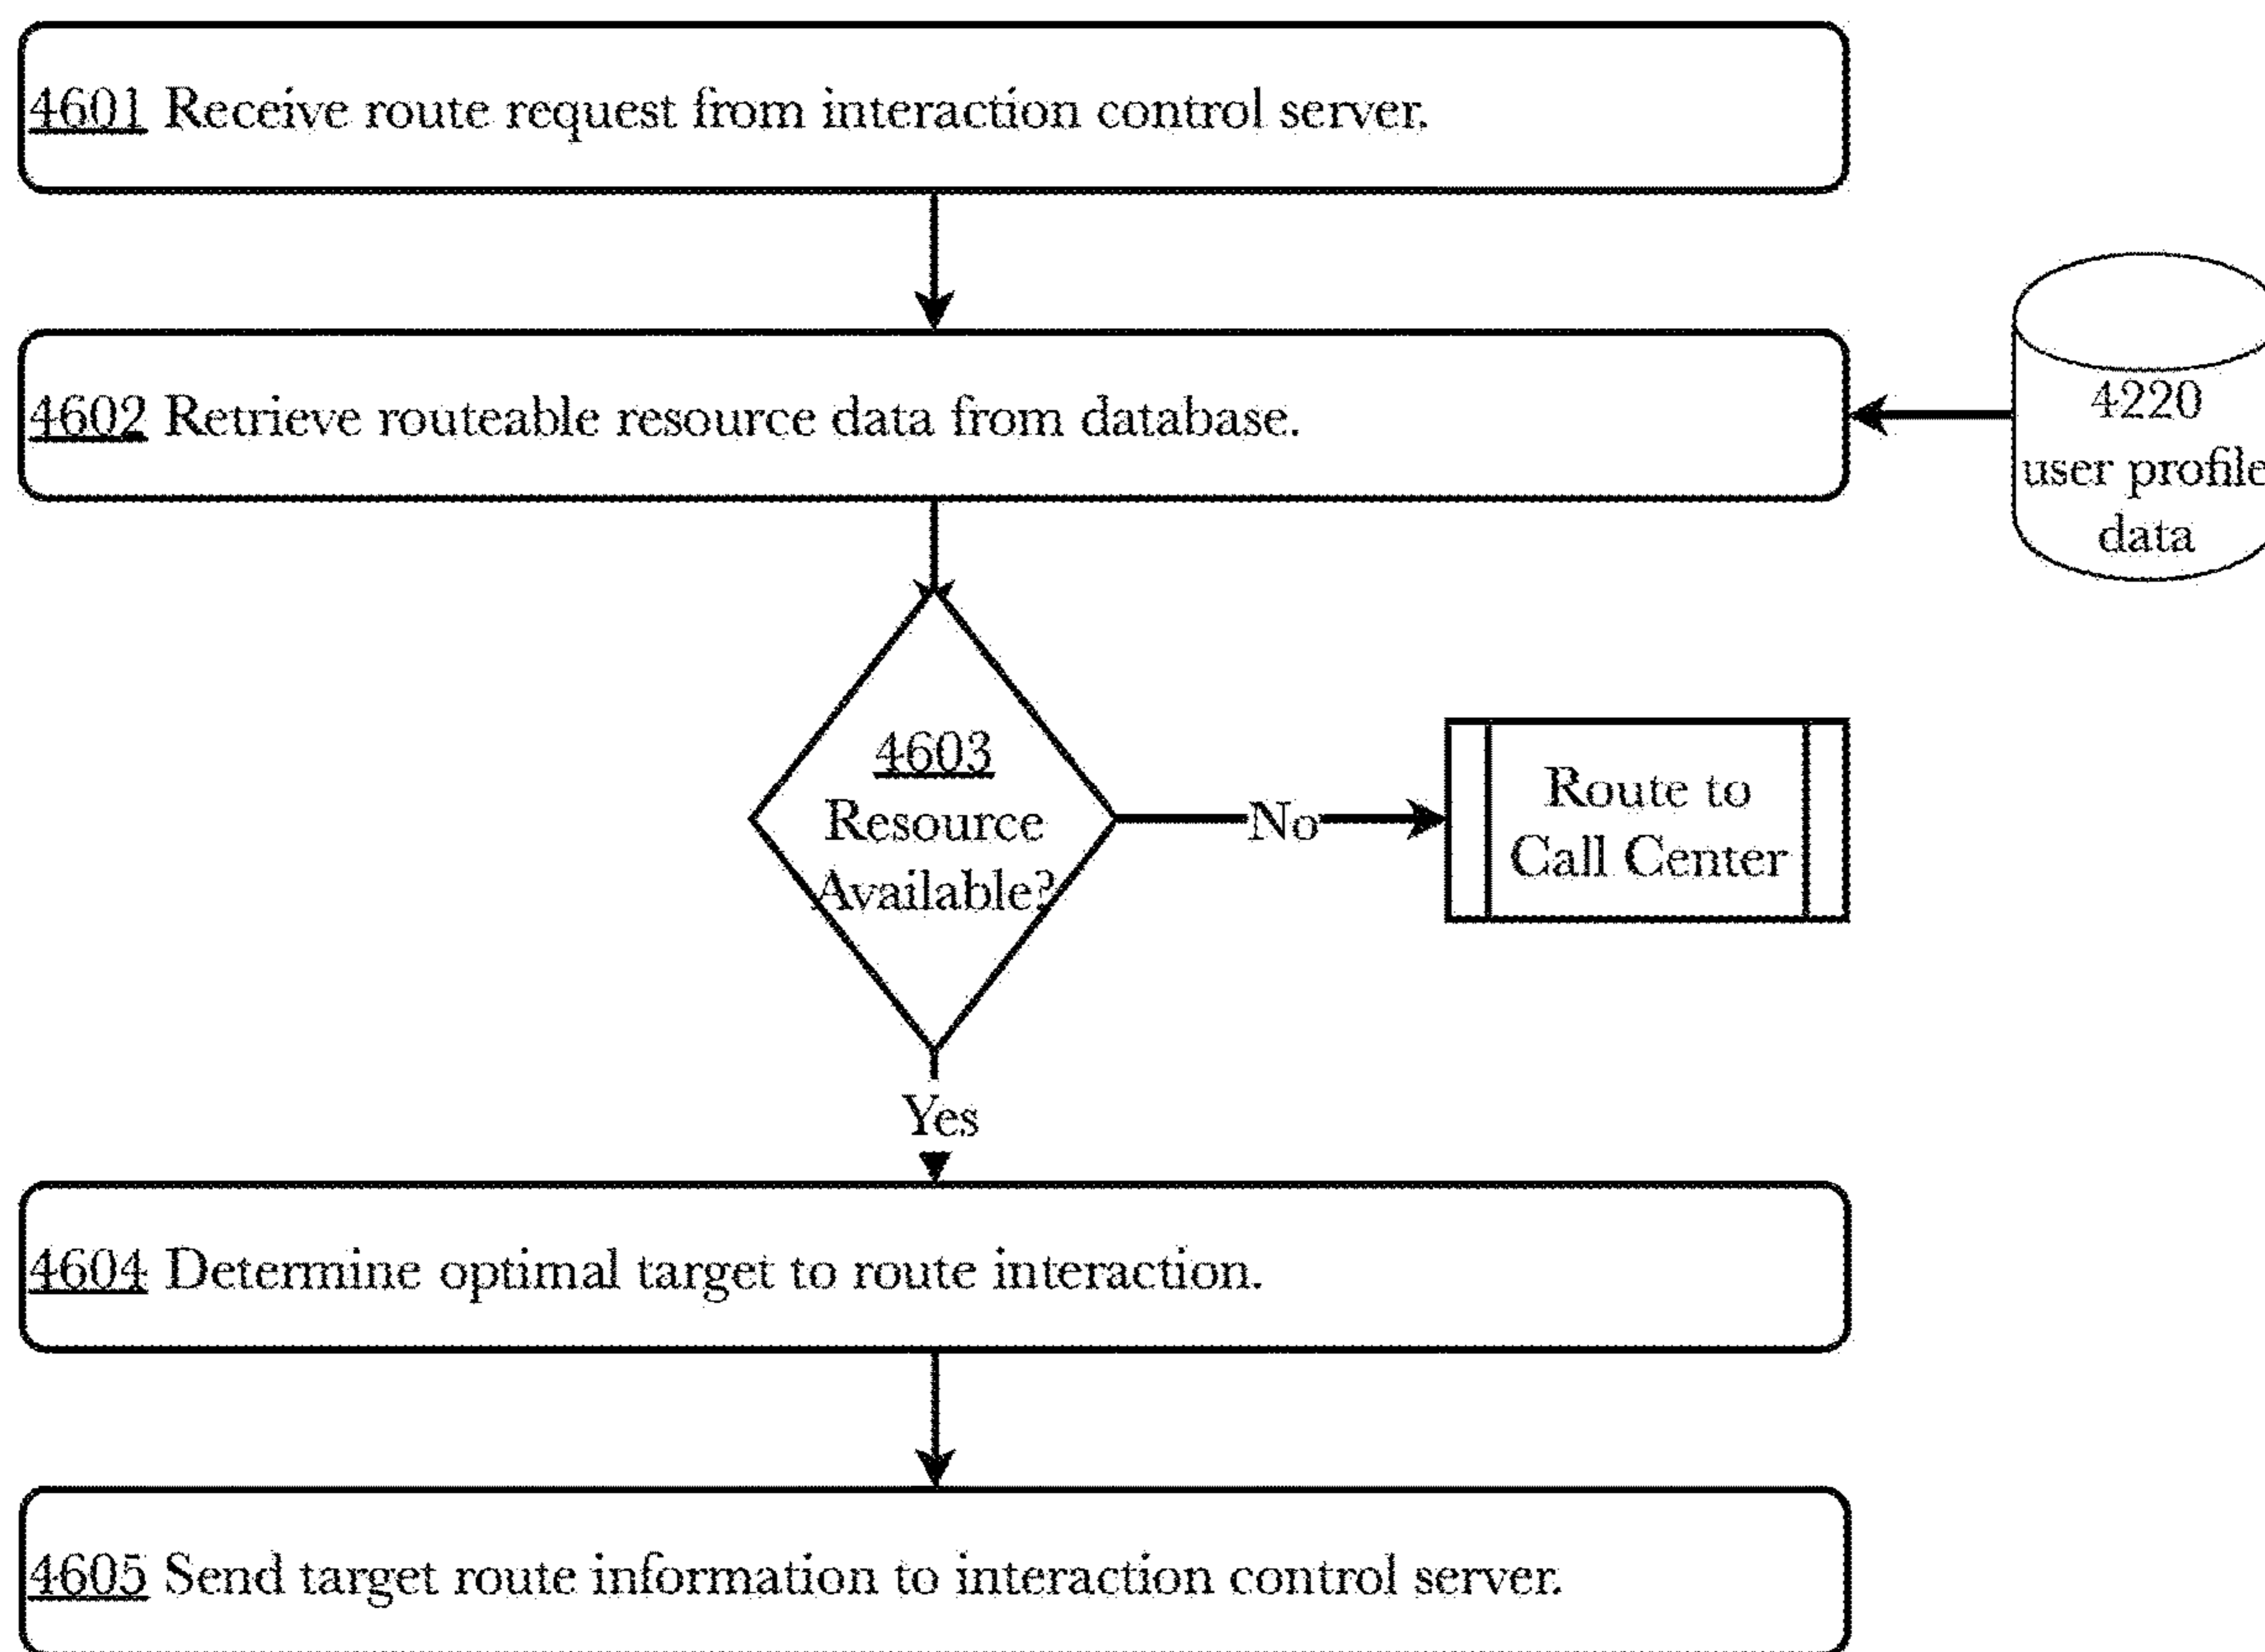 4601 Receive route request from interaction control server.
4602 Retrieve routeable resource data from database.
4220
user profile
data
4603
Resource
Available?
No
Route to
Call Center
Yes
4604 Determine optimal target to route interaction.
4605 Send target route information to interaction control server.